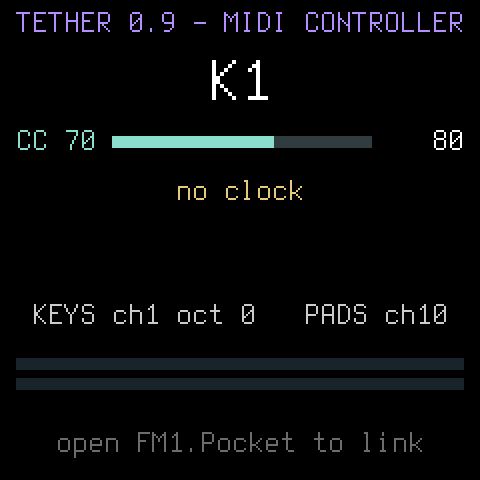 TETHER 0.9 - MIDI CONTROLLER
K1
CC 70 80
no clock
KEYS ch1 oct 0 PADS ch10
open FM1.Pocket to link